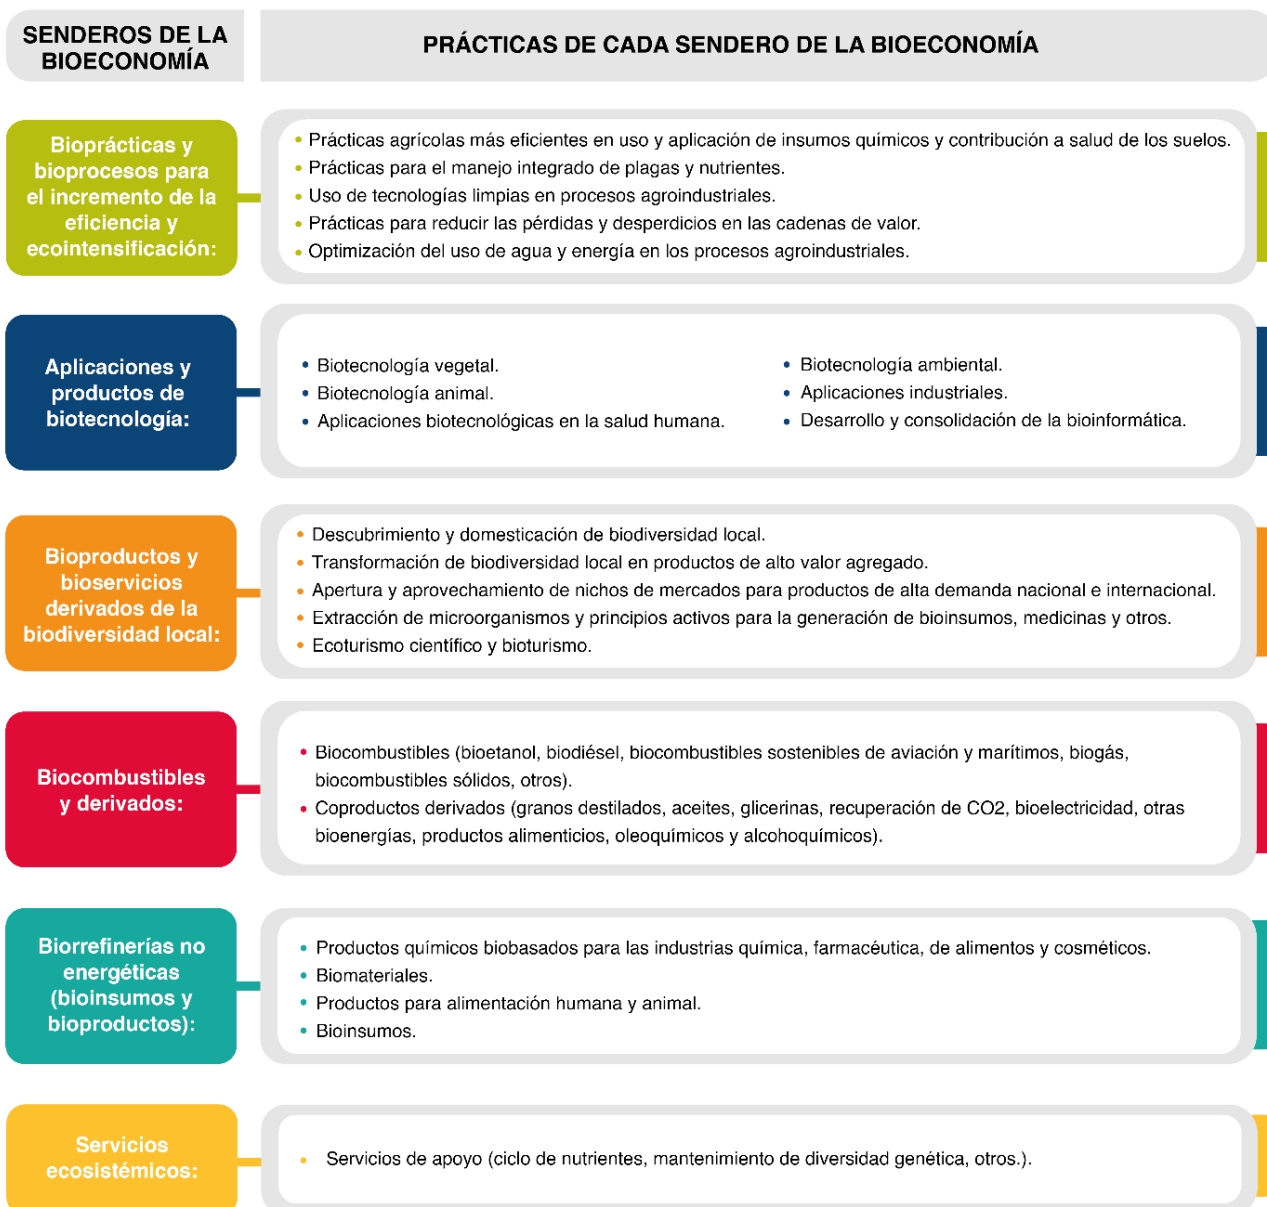 SENDEROS DE LA
BIOECONOMÍA
PRÁCTICAS DE CADA SENDERO DE LA BIOECONOMÍA
Bioprácticas y
bioprocesos para
el incremento de la
eficiencia y
ecointensificación:
• Prácticas agrícolas más eficientes en uso y aplicación de insumos químicos y contribución a salud de los suelos.
• Prácticas para el manejo integrado de plagas y nutrientes.
• Uso de tecnologías limpias en procesos agroindustriales.
• Prácticas para reducir las pérdidas y desperdicios en las cadenas de valor.
• Optimización del uso de agua y energía en los procesos agroindustriales.
Aplicaciones y
productos de
biotecnología:
• Biotecnología vegetal.
• Biotecnología animal.
• Aplicaciones biotecnológicas en la salud humana.
• Biotecnología ambiental.
• Aplicaciones industriales.
• Desarrollo y consolidación de la bioinformática.
Bioproductos y
bioservicios
derivados de la
biodiversidad local:
• Descubrimiento y domesticación de biodiversidad local.
• Transformación de biodiversidad local en productos de alto valor agregado.
• Apertura y aprovechamiento de nichos de mercados para productos de alta demanda nacional e internacional.
• Extracción de microorganismos y principios activos para la generación de bioinsumos, medicinas y otros.
• Ecoturismo científico y bioturismo.
Biocombustibles
y derivados:
• Biocombustibles (bioetanol, biodiésel, biocombustibles sostenibles de aviación y marítimos, biogás,
biocombustibles sólidos, otros).
• Coproductos derivados (granos destilados, aceites, glicerinas, recuperación de CO2, bioelectricidad, otras
bioenergías, productos alimenticios, oleoquímicos y alcohoquímicos).
Biorrefinerías no
energéticas
(bioinsumos y
bioproductos):
• Productos químicos biobasados para las industrias química, farmacéutica, de alimentos y cosméticos.
• Biomateriales.
• Productos para alimentación humana y animal.
• Bioinsumos.
Servicios
ecosistémicos:
• Servicios de apoyo (ciclo de nutrientes, mantenimiento de diversidad genética, otros.).